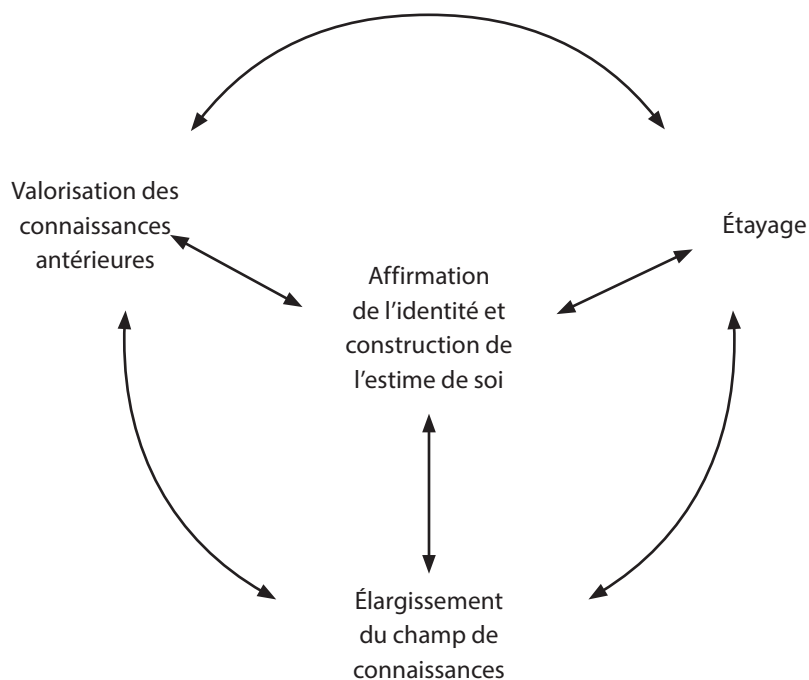 Valorisation des
connaissances
antérieures
Étayage
Affirmation
de l'identité et
construction de
l'estime de soi
Élargissement
du champ de
connaissances